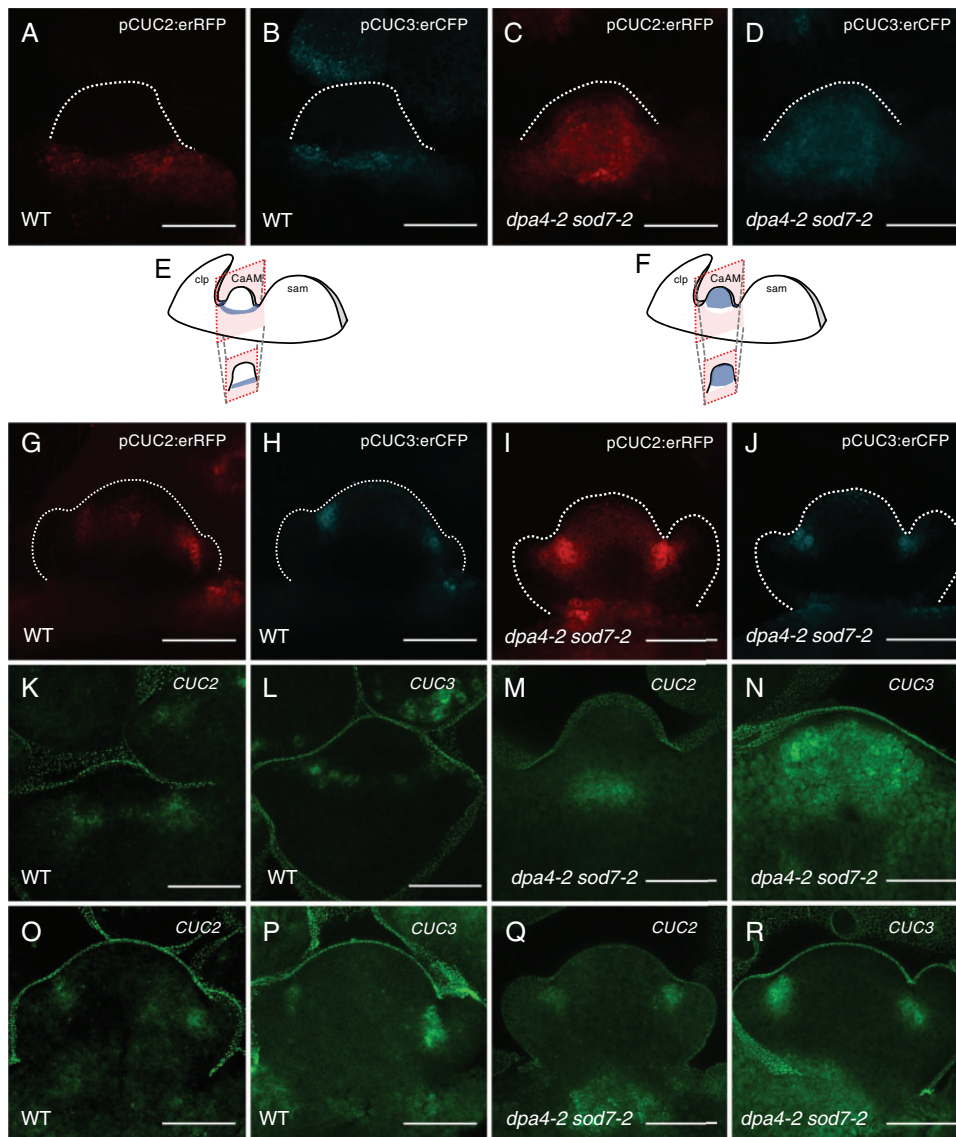 A pCUC2:erRFP B pCUC3:erCFP C pCUC2:erRFP D pCUC3:erCFP
WT WT dpa4-2 sod7-2 dpa4-2 sod7-2
E clp CaAM sam F clp CaAM sam
G pCUC2:erRFP H pCUC3:erCFP I pCUC2:erRFP J pCUC3:erCFP
WT WT dpa4-2 sod7-2 dpa4-2 sod7-2
K CUC2 L CUC3 M CUC2 N CUC3
WT WT dpa4-2 sod7-2 dpa4-2 sod7-2
O CUC2 P CUC3 Q CUC2 R CUC3
WT WT dpa4-2 sod7-2 dpa4-2 sod7-2